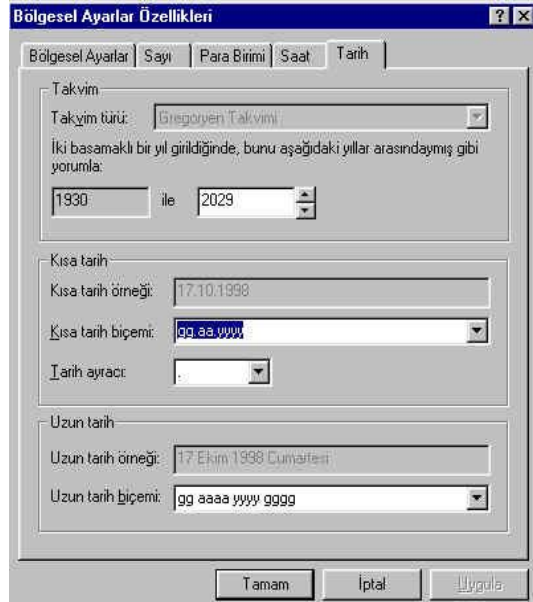 Bölgesel Ayarlar Özellikleri ? X
Bölgesel Ayarlar Sayı Para Birimi Saat Tarih
Takvim
Takvim türü: Gregoryen Takvimi
İki basamaklı bir yıl girildiğinde, bunu aşağıdaki yıllar arasındaymış gibi
yorumla:
1930 ile 2029
Kısa tarih
Kısa tarih örneği: 17.10.1998
Kısa tarih biçemi: gg.aa.yyyy
Tarih ayracı: .
Uzun tarih
Uzun tarih örneği: 17 Ekim 1998 Cumartesi
Uzun tarih biçemi: gg aaaa yyyy gggg
Tamam İptal Uygula